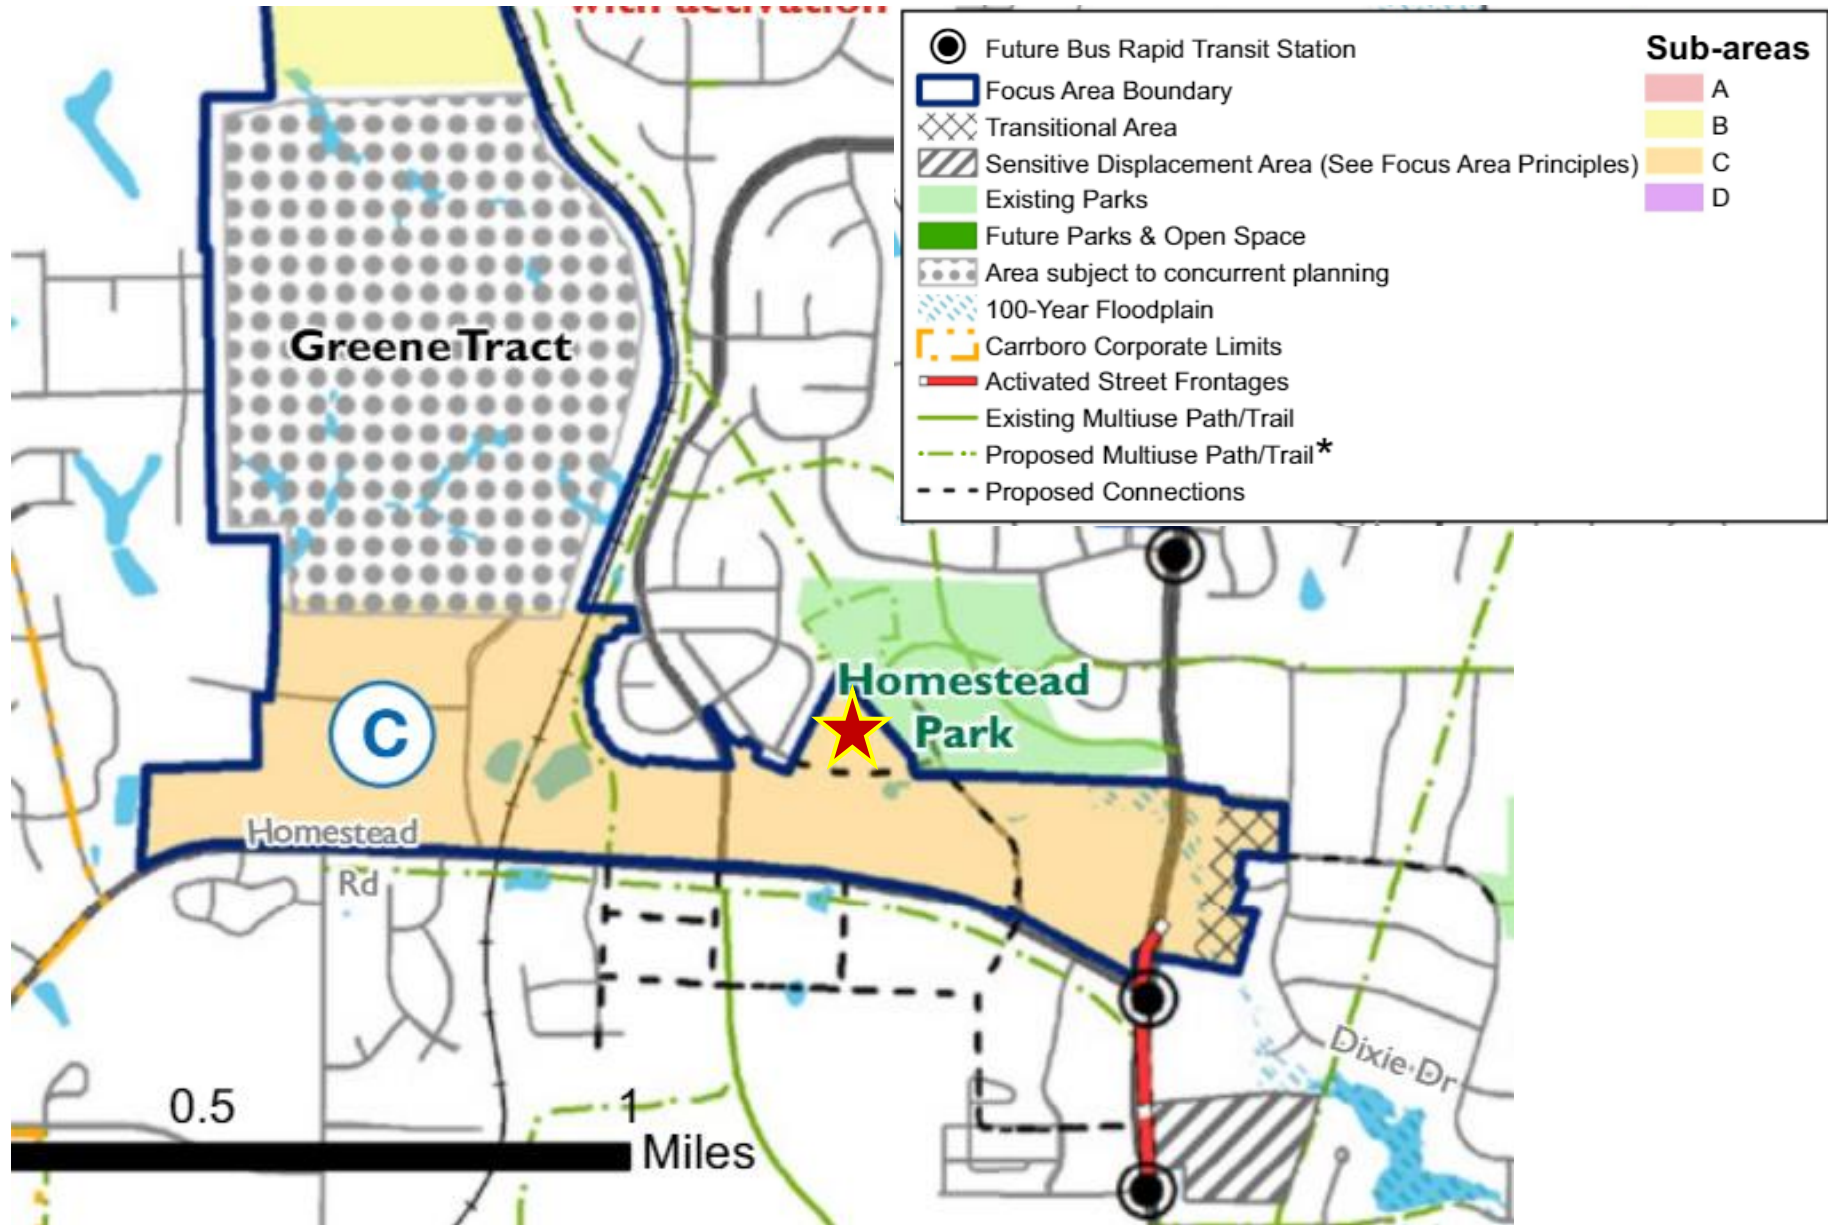 with activation
Future Bus Rapid Transit Station
Focus Area Boundary
Transitional Area
Sensitive Displacement Area (See Focus Area Principles)
Existing Parks
Future Parks & Open Space
Area subject to concurrent planning
100-Year Floodplain
Carrboro Corporate Limits
Activated Street Frontages
Existing Multiuse Path/Trail
Proposed Multiuse Path/Trail*
Proposed Connections
Sub-areas
A
B
C
D
Greene Tract
Homestead
Park
C
Homestead
Rd
Dixie Dr
0.5
1
Miles